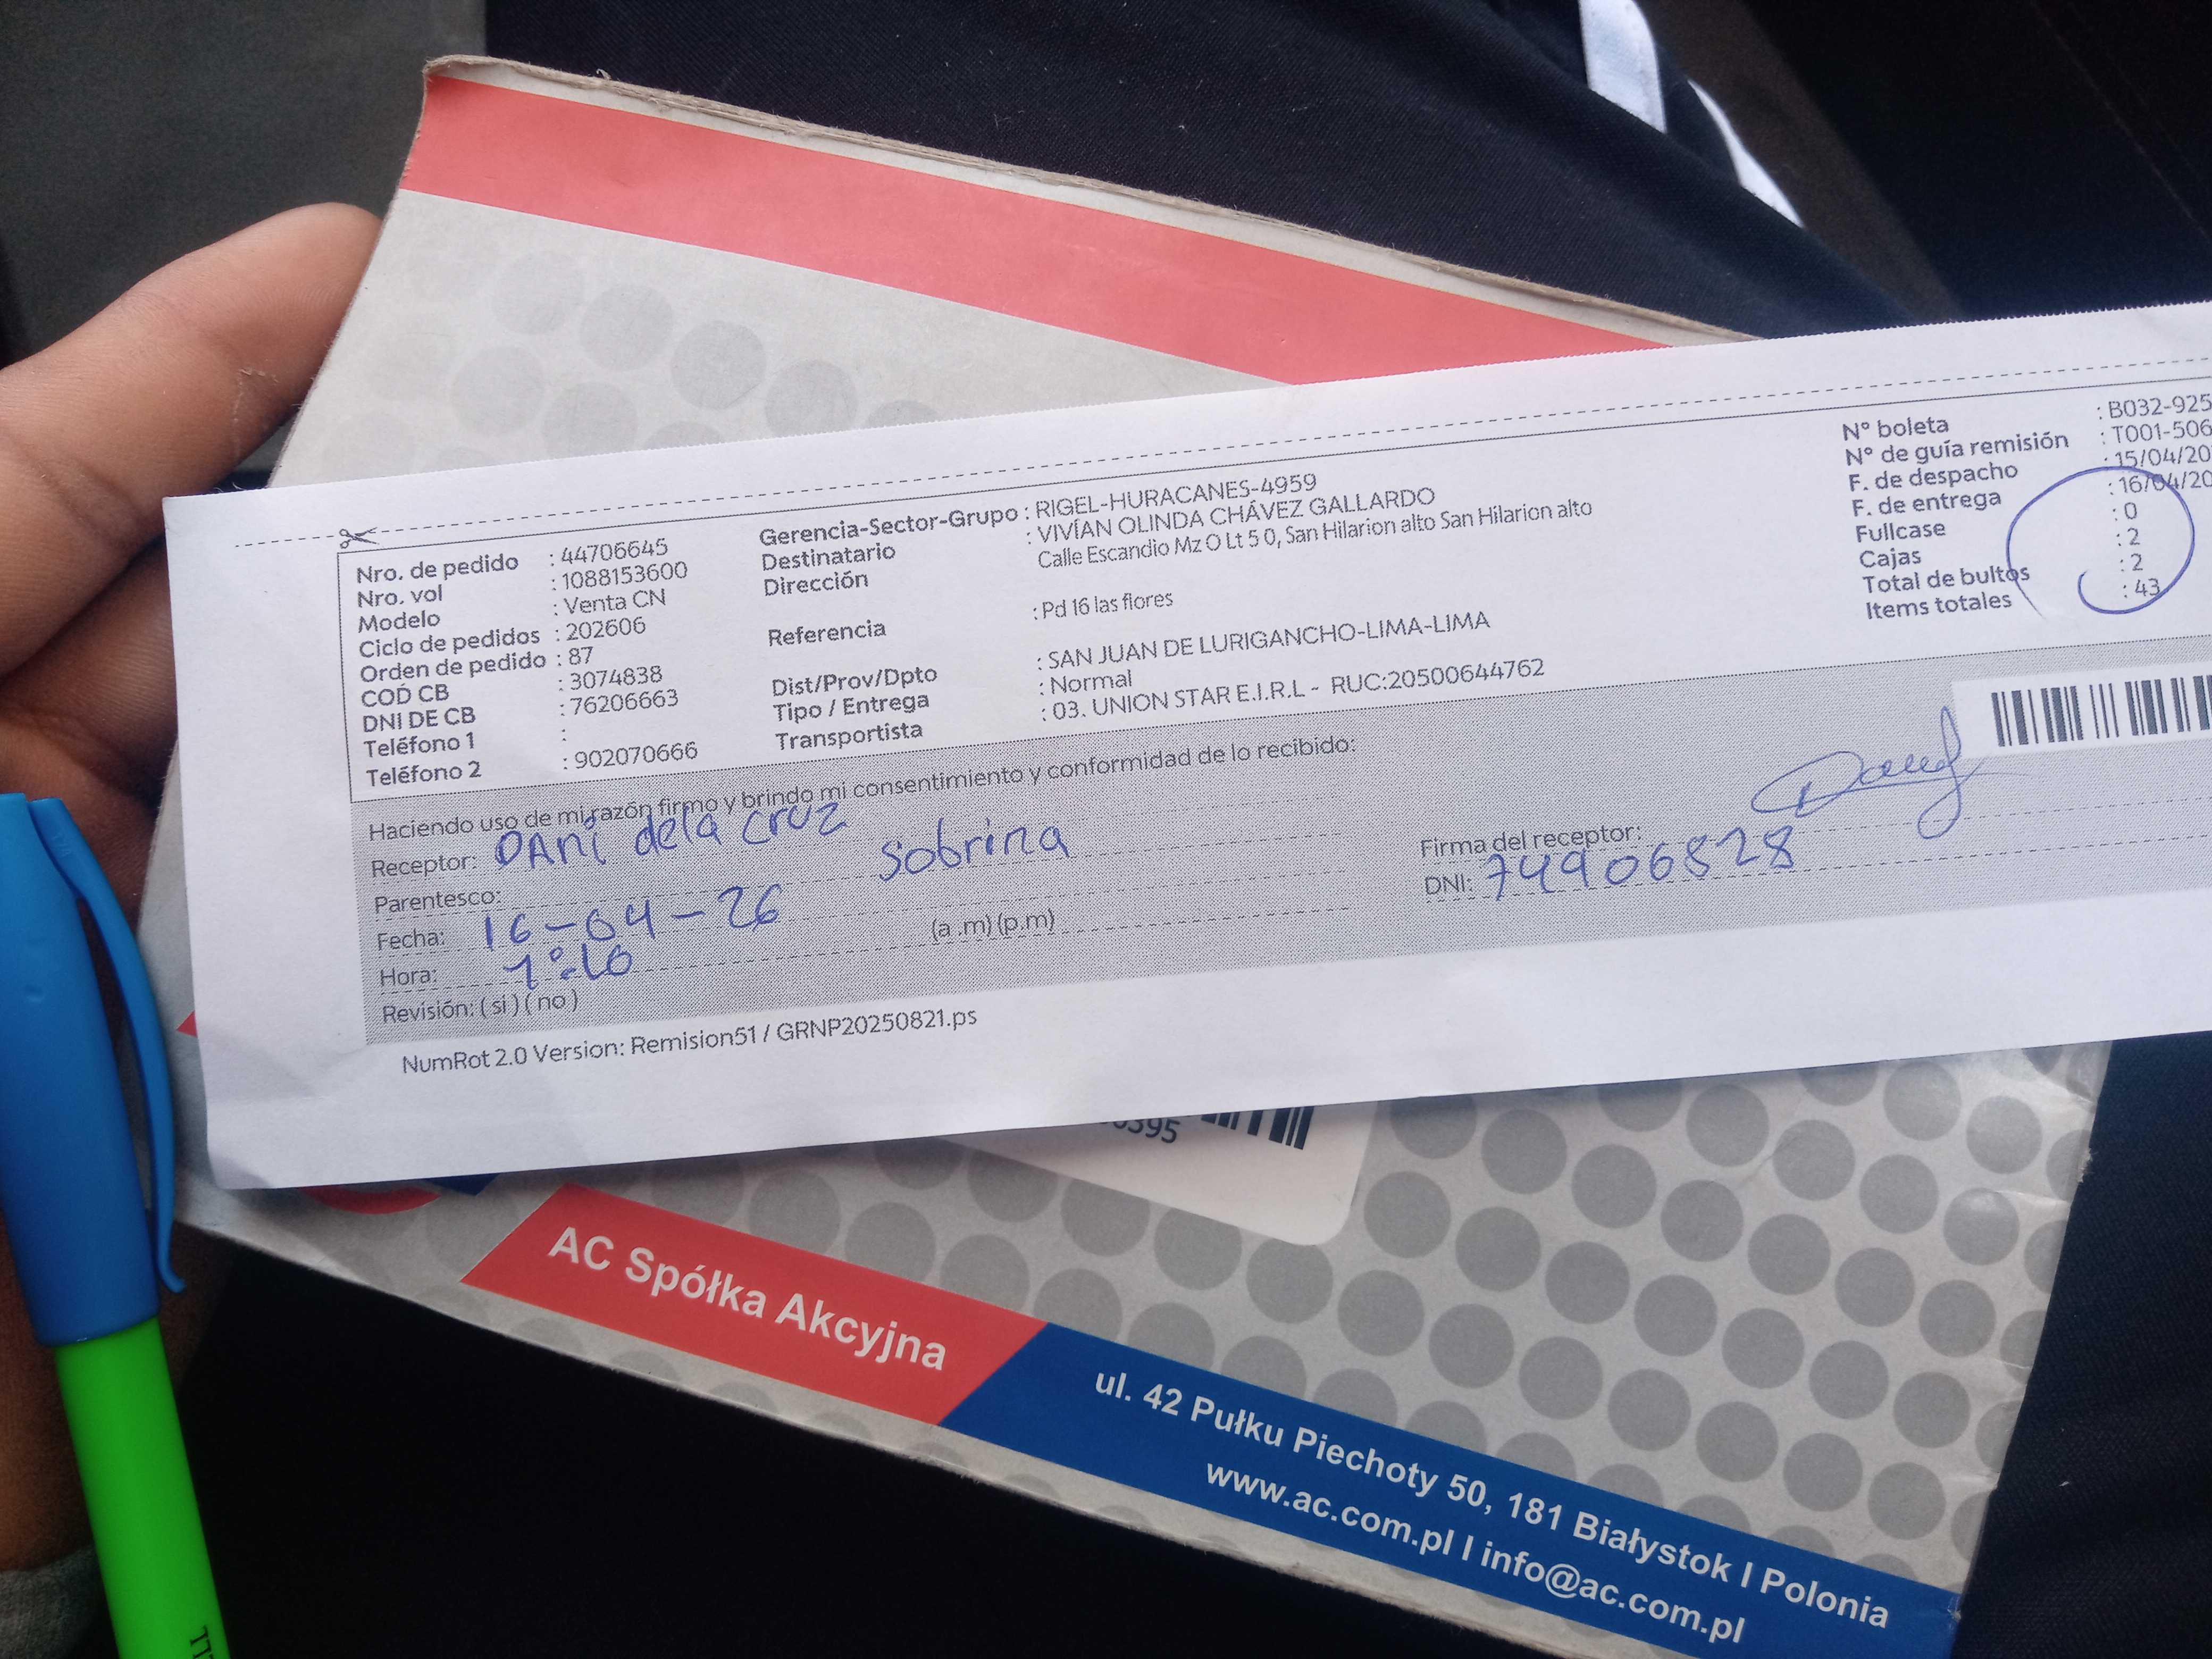 Nro. de pedido : 44706645
Nro. vol : 1088153600
Modelo : Venta CN
Ciclo de pedidos : 202606
Orden de pedido : 87
COD CB : 3074838
DNI DE CB : 76206663
Teléfono 1 :
Teléfono 2 : 902070666
Gerencia-Sector-Grupo : RIGEL-HURACANES-4959
Destinatario : VIVÍAN OLINDA CHÁVEZ GALLARDO
Dirección Calle Escandio Mz O Lt 5 0, San Hilarion alto San Hilarion alto
Referencia : Pd 16 las flores
Dist/Prov/Dpto : SAN JUAN DE LURIGANCHO-LIMA-LIMA
Tipo / Entrega : Normal
Transportista : 03. UNION STAR E.I.R.L - RUC:20500644762
N° boleta : B032-925
N° de guía remisión : T001-506
F. de despacho : 15/04/20
F. de entrega : 16/04/20
Fullcase : 0
Cajas : 2
Total de bultos : 2
Items totales : 43
Haciendo uso de mi razón firmo y brindo mi consentimiento y conformidad de lo recibido:
Receptor: DANi dela cruz
Parentesco: Sobrina
Fecha: 16-04-26
Hora: 1:10 (a .m) (p.m)
Revisión: ( si ) ( no )
Firma del receptor:
DNI: 74906828
NumRot 2.0 Version: Remision51 / GRNP20250821.ps
395
AC Spółka Akcyjna
ul. 42 Pułku Piechoty 50, 181 Białystok I Polonia
www.ac.com.pl I info@ac.com.pl